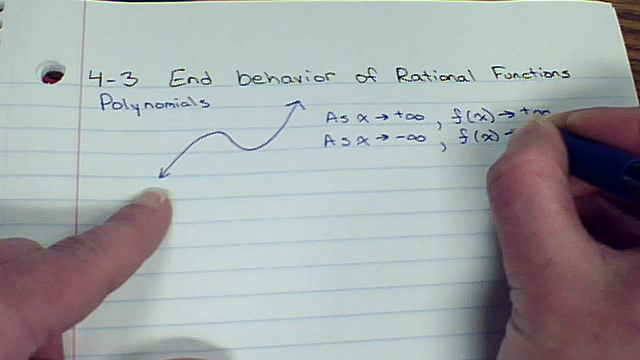 4-3 End behavior of Rational Functions
Polynomials
As x → +∞, f(x) → +∞
As x → -∞, f(x) →